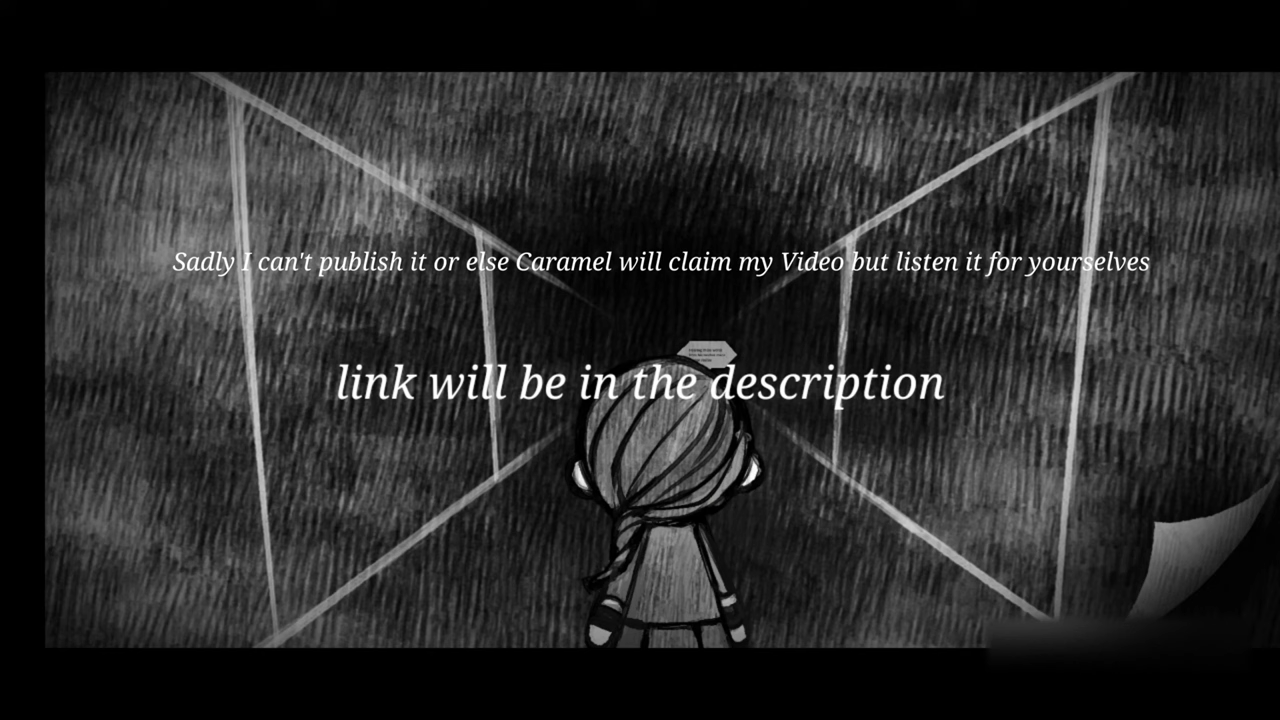 Sadly I can't publish it or else Caramel will claim my Video but listen it for yourselves
link will be in the description